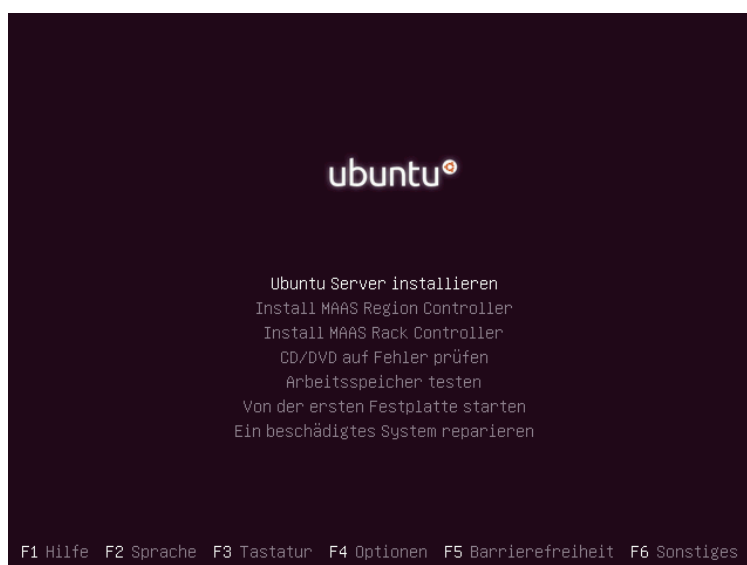 ubuntu
Ubuntu Server installieren
Install MAAS Region Controller
Install MAAS Rack Controller
CD/DVD auf Fehler prüfen
Arbeitsspeicher testen
Von der ersten Festplatte starten
Ein beschädigtes System reparieren
F1 Hilfe F2 Sprache F3 Tastatur F4 Optionen F5 Barrierefreiheit F6 Sonstiges